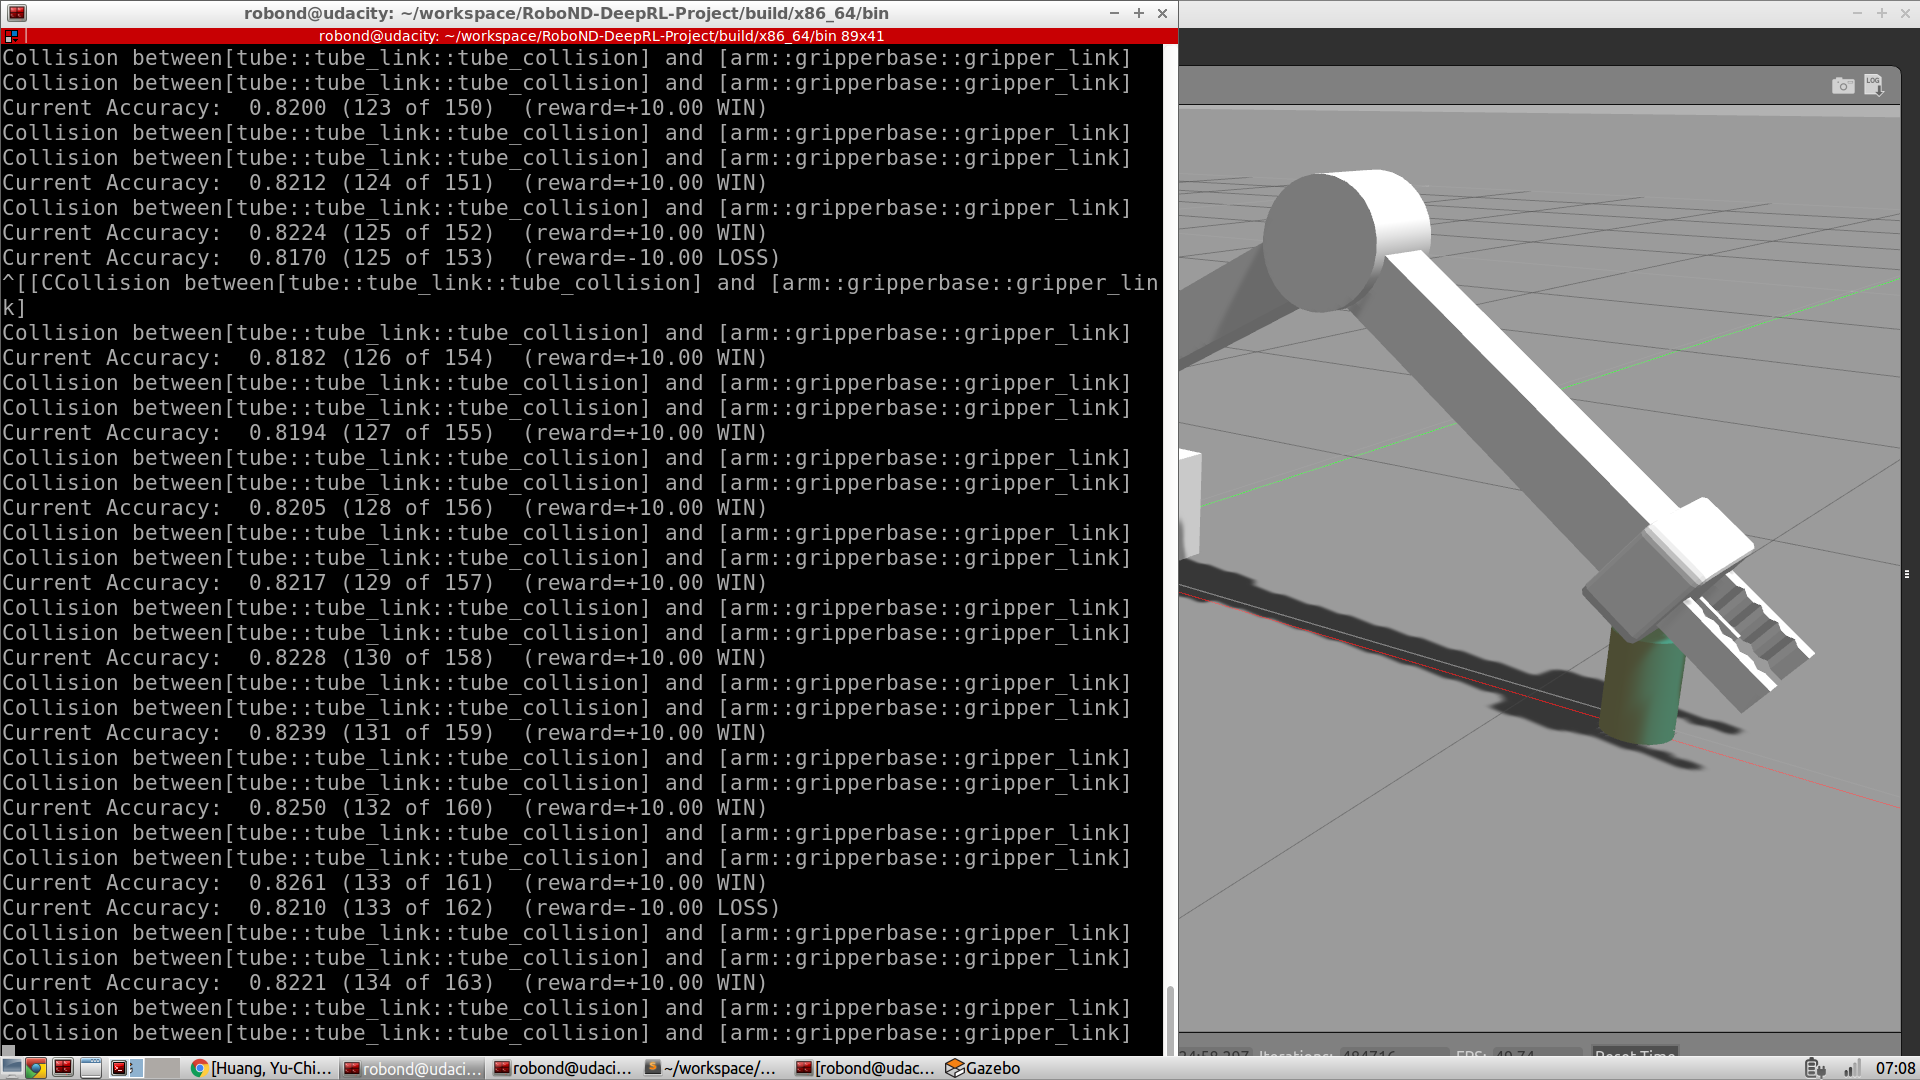 robond@udacity: ~/workspace/RoboND-DeepRL-Project/build/x86_64/bin
robond@udacity: ~/workspace/RoboND-DeepRL-Project/build/x86_64/bin 89x41
LOG
Collision between[tube::tube_link::tube_collision] and [arm::gripperbase::gripper_link]
Collision between[tube::tube_link::tube_collision] and [arm::gripperbase::gripper_link]
Current Accuracy:  0.8200 (123 of 150)  (reward=+10.00 WIN)
Collision between[tube::tube_link::tube_collision] and [arm::gripperbase::gripper_link]
Collision between[tube::tube_link::tube_collision] and [arm::gripperbase::gripper_link]
Current Accuracy:  0.8212 (124 of 151)  (reward=+10.00 WIN)
Collision between[tube::tube_link::tube_collision] and [arm::gripperbase::gripper_link]
Current Accuracy:  0.8224 (125 of 152)  (reward=+10.00 WIN)
Current Accuracy:  0.8170 (125 of 153)  (reward=-10.00 LOSS)
^[[CCollision between[tube::tube_link::tube_collision] and [arm::gripperbase::gripper_lin
k]
Collision between[tube::tube_link::tube_collision] and [arm::gripperbase::gripper_link]
Current Accuracy:  0.8182 (126 of 154)  (reward=+10.00 WIN)
Collision between[tube::tube_link::tube_collision] and [arm::gripperbase::gripper_link]
Collision between[tube::tube_link::tube_collision] and [arm::gripperbase::gripper_link]
Current Accuracy:  0.8194 (127 of 155)  (reward=+10.00 WIN)
Collision between[tube::tube_link::tube_collision] and [arm::gripperbase::gripper_link]
Collision between[tube::tube_link::tube_collision] and [arm::gripperbase::gripper_link]
Current Accuracy:  0.8205 (128 of 156)  (reward=+10.00 WIN)
Collision between[tube::tube_link::tube_collision] and [arm::gripperbase::gripper_link]
Collision between[tube::tube_link::tube_collision] and [arm::gripperbase::gripper_link]
Current Accuracy:  0.8217 (129 of 157)  (reward=+10.00 WIN)
Collision between[tube::tube_link::tube_collision] and [arm::gripperbase::gripper_link]
Collision between[tube::tube_link::tube_collision] and [arm::gripperbase::gripper_link]
Current Accuracy:  0.8228 (130 of 158)  (reward=+10.00 WIN)
Collision between[tube::tube_link::tube_collision] and [arm::gripperbase::gripper_link]
Collision between[tube::tube_link::tube_collision] and [arm::gripperbase::gripper_link]
Current Accuracy:  0.8239 (131 of 159)  (reward=+10.00 WIN)
Collision between[tube::tube_link::tube_collision] and [arm::gripperbase::gripper_link]
Collision between[tube::tube_link::tube_collision] and [arm::gripperbase::gripper_link]
Current Accuracy:  0.8250 (132 of 160)  (reward=+10.00 WIN)
Collision between[tube::tube_link::tube_collision] and [arm::gripperbase::gripper_link]
Collision between[tube::tube_link::tube_collision] and [arm::gripperbase::gripper_link]
Current Accuracy:  0.8261 (133 of 161)  (reward=+10.00 WIN)
Current Accuracy:  0.8210 (133 of 162)  (reward=-10.00 LOSS)
Collision between[tube::tube_link::tube_collision] and [arm::gripperbase::gripper_link]
Collision between[tube::tube_link::tube_collision] and [arm::gripperbase::gripper_link]
Current Accuracy:  0.8221 (134 of 163)  (reward=+10.00 WIN)
Collision between[tube::tube_link::tube_collision] and [arm::gripperbase::gripper_link]
Collision between[tube::tube_link::tube_collision] and [arm::gripperbase::gripper_link]
Iterations: 484716 FPS: 49.74 Reset Time
[Huang, Yu-Chi... robond@udaci... robond@udaci... ~/workspace/... [robond@udac... Gazebo 07:08